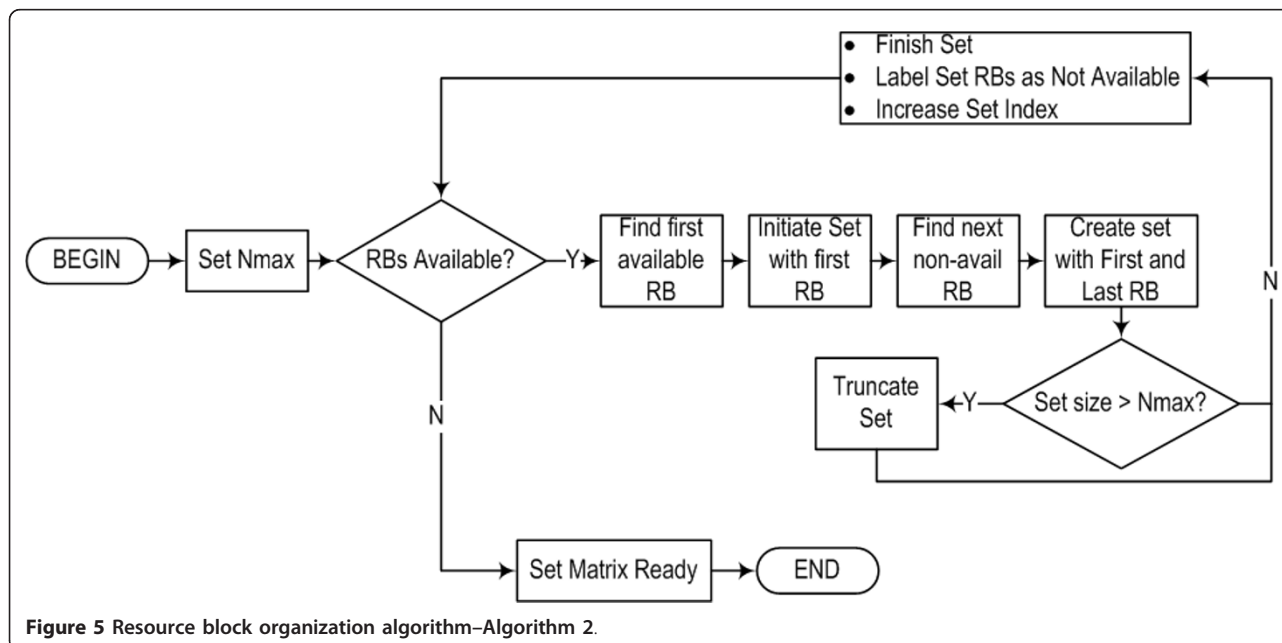 • Finish Set
• Label Set RBs as Not Available
• Increase Set Index
BEGIN
Set Nmax
RBs Available?
Y
Find first
available
RB
Initiate Set
with first
RB
Find next
non-avail
RB
Create set
with First and
Last RB
N
Set size > Nmax?
Y
Truncate
Set
N
Set Matrix Ready
END
Figure 5 Resource block organization algorithm–Algorithm 2.